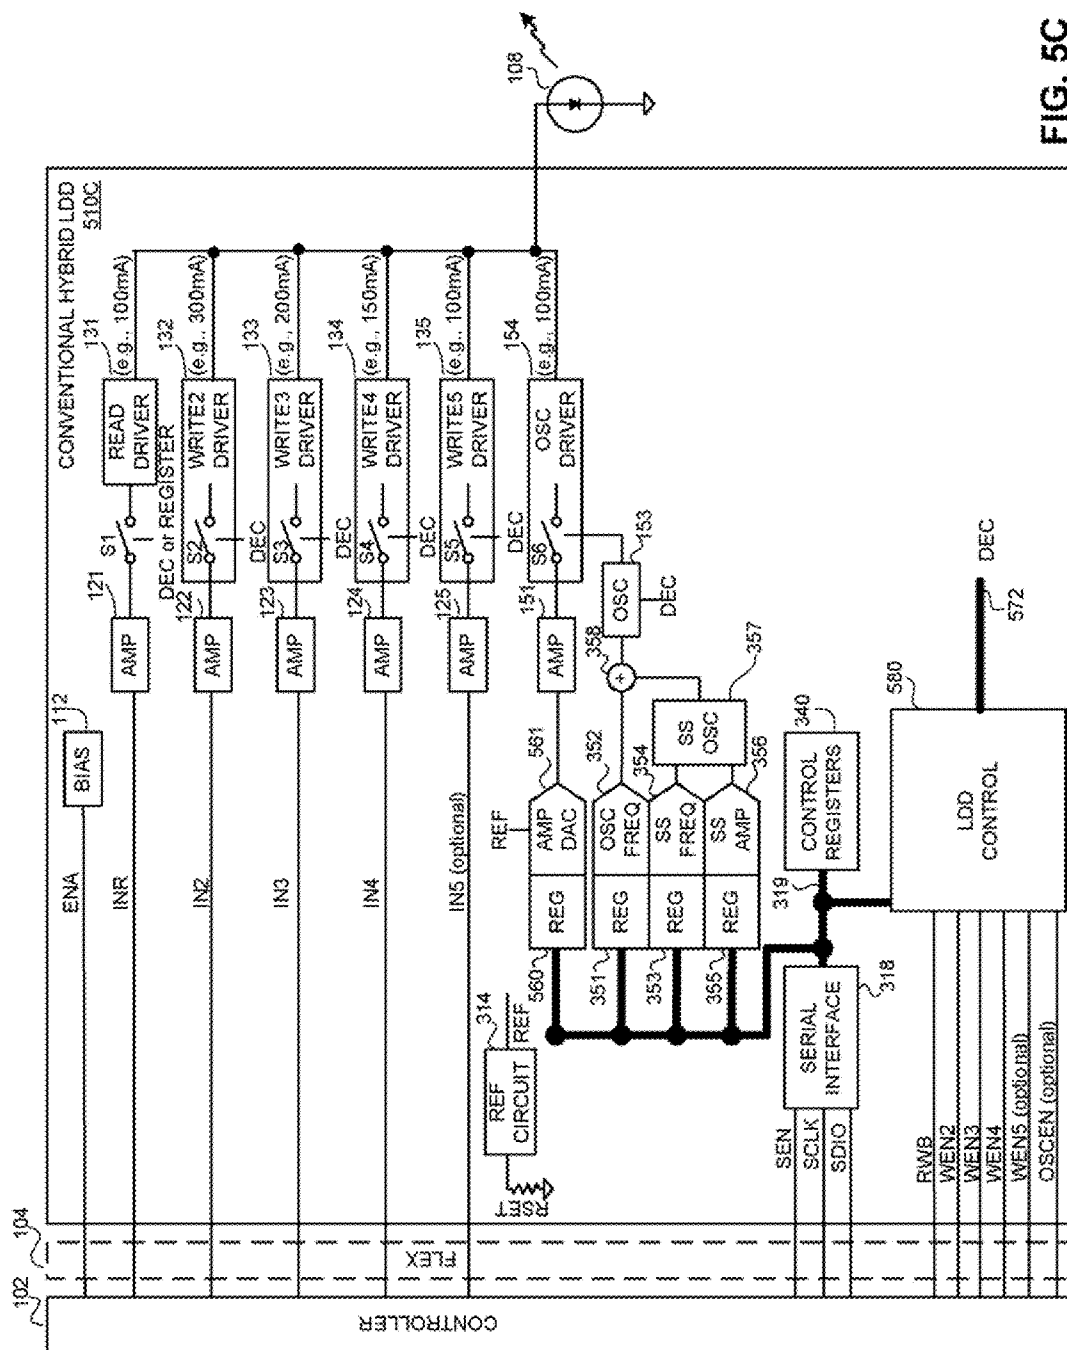 CONVENTIONAL HYBRID LDD
510C
102
104
CONTROLLER
FLEX
ENA
BIAS
112
INR
AMP
121
S1
DEC or REGISTER
READ
DRIVER
131
(e.g., 100mA)
IN2
AMP
122
S2
DEC
WRITE2
DRIVER
132
(e.g., 300mA)
IN3
AMP
123
S3
DEC
WRITE3
DRIVER
133
(e.g., 200mA)
IN4
AMP
124
S4
DEC
WRITE4
DRIVER
134
(e.g., 150mA)
IN5 (optional)
AMP
125
S5
DEC
WRITE5
DRIVER
135
(e.g., 100mA)
108
RSET
REF
CIRCUIT
314
REF
560
REG
AMP
DAC
REF
561
AMP
151
S6
OSC
DRIVER
154
(e.g., 100mA)
351
REG
OSC
FREQ
352
358
+
OSC
153
DEC
353
REG
SS
FREQ
354
SS
OSC
357
355
REG
SS
AMP
356
SEN
SCLK
SDIO
SERIAL
INTERFACE
318
319
CONTROL
REGISTERS
340
RWB
WEN2
WEN3
WEN4
WEN5 (optional)
OSCEN (optional)
LDD
CONTROL
580
572
DEC
FIG. 5C